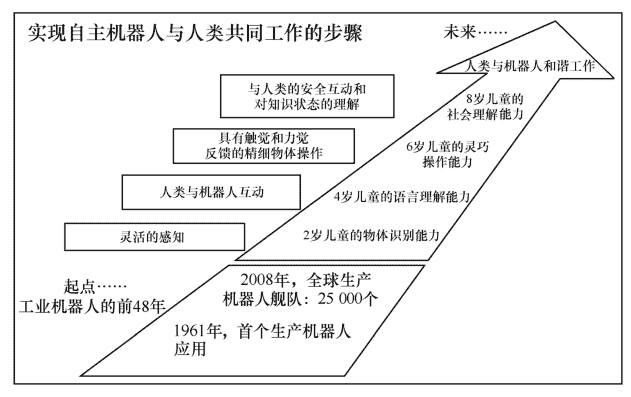 实现自主机器人与人类共同工作的步骤
未来……
人类与机器人和谐工作
与人类的安全互动和
对知识状态的理解
8岁儿童的
社会理解能力
具有触觉和力觉
反馈的精细物体操作
6岁儿童的灵巧
操作能力
人类与机器人互动
4岁儿童的语言理解能力
灵活的感知
2岁儿童的物体识别能力
起点……
工业机器人的前48年
2008年，全球生产
机器人舰队：25 000个
1961年，首个生产机器人
应用